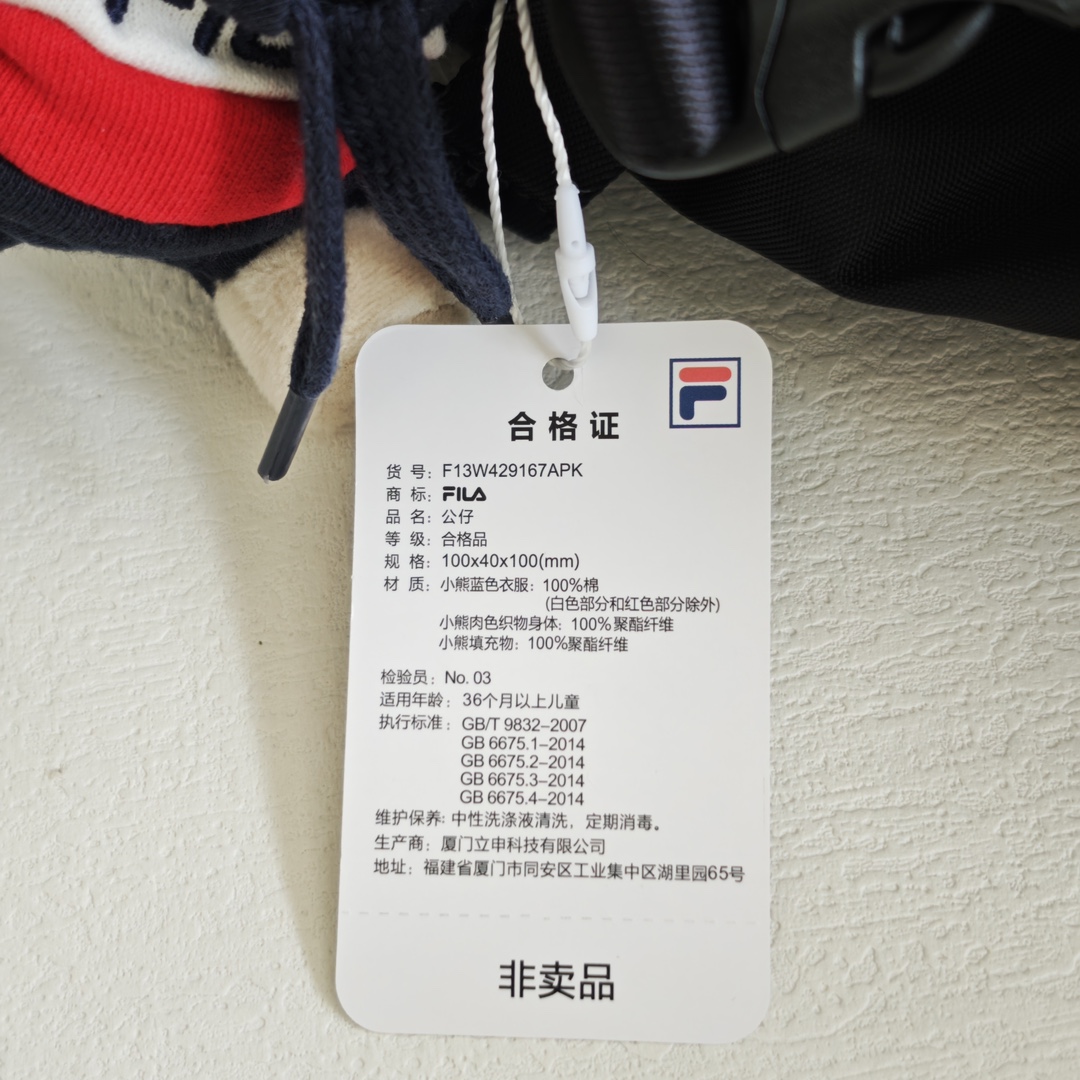 合格证
货 号：F13W429167APK
商 标：FILA
品 名：公仔
等 级：合格品
规 格：100x40x100(mm)
材 质：小熊蓝色衣服：100%棉
(白色部分和红色部分除外)
小熊肉色织物身体：100%聚酯纤维
小熊填充物：100%聚酯纤维
检验员：No. 03
适用年龄：36个月以上儿童
执行标准：GB/T 9832-2007
GB 6675.1-2014
GB 6675.2-2014
GB 6675.3-2014
GB 6675.4-2014
维护保养: 中性洗涤液清洗，定期消毒。
生产商：厦门立申科技有限公司
地址：福建省厦门市同安区工业集中区湖里园65号
非卖品